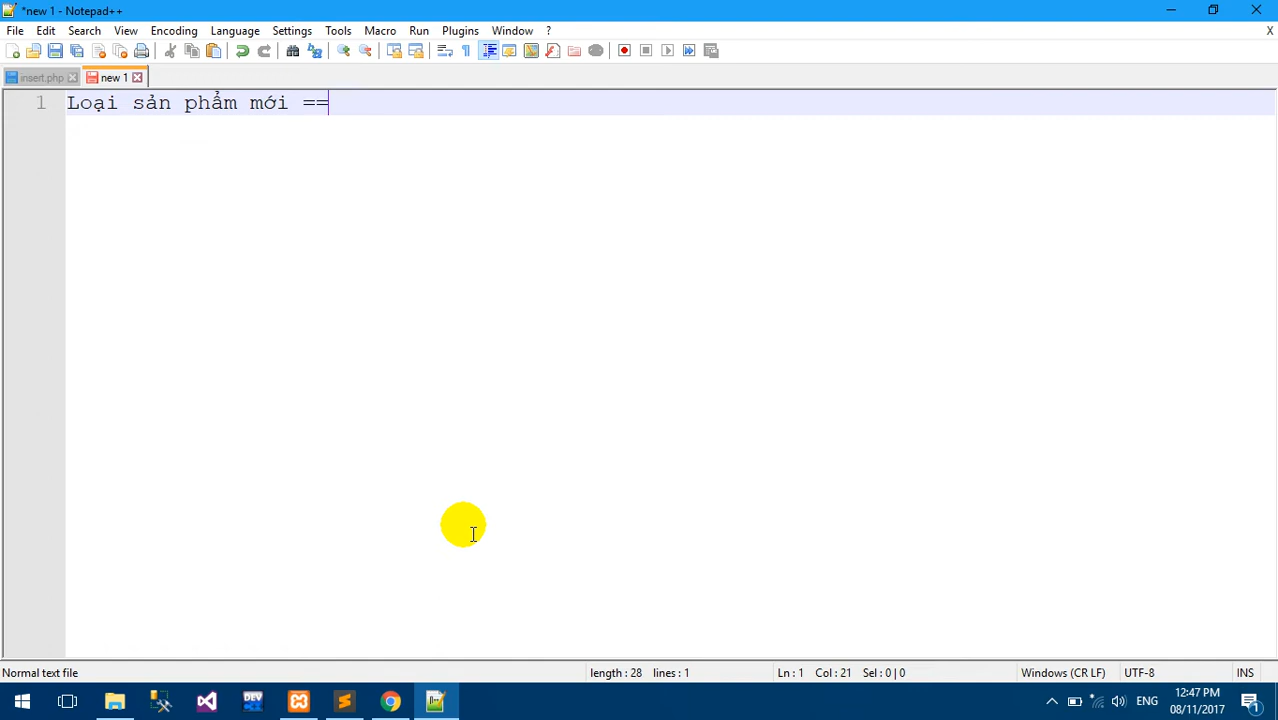 *new 1 - Notepad++
File Edit Search View Encoding Language Settings Tools Macro Run Plugins Window ? X
insert.php new 1
1 Loại sản phẩm mới ==
Normal text file length : 28 lines : 1 Ln : 1 Col : 21 Sel : 0 | 0 Windows (CR LF) UTF-8 INS
DEV ENG 12:47 PM
08/11/2017 1